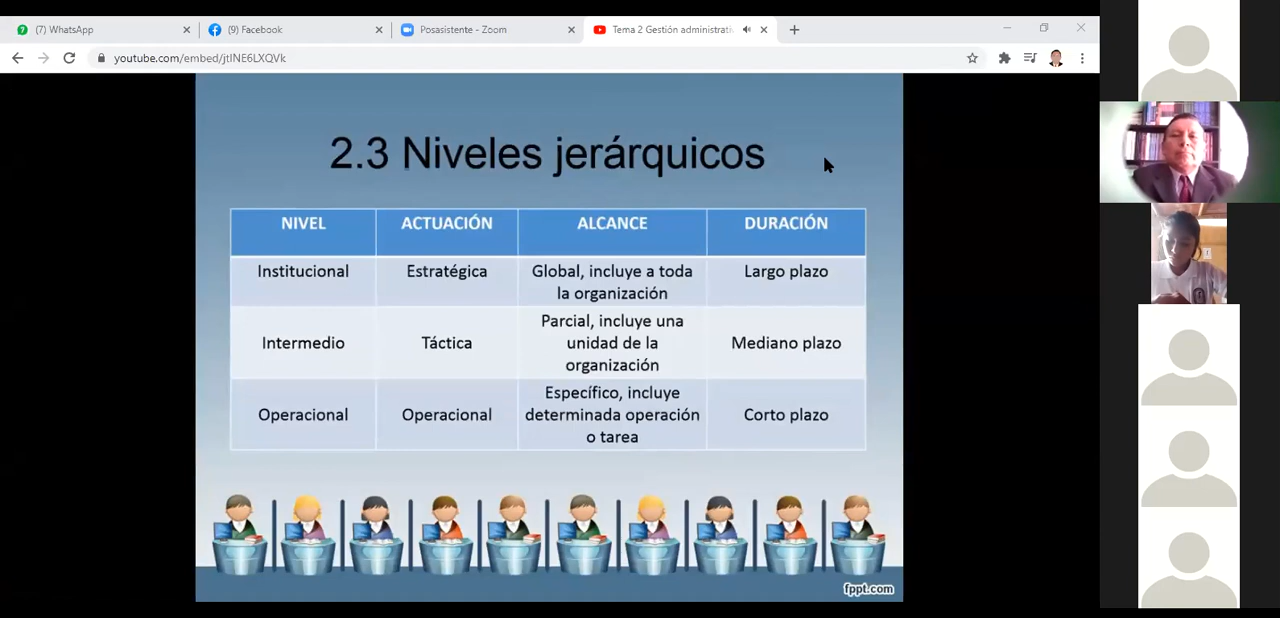 (7) WhatsApp
(9) Facebook
Posasistente - Zoom
Tema 2 Gestión administrati
youtube.com/embed/jtlNE6LXQVk
2.3 Niveles jerárquicos
NIVEL ACTUACIÓN ALCANCE DURACIÓN
Institucional Estratégica Global, incluye a toda Largo plazo
la organización
Parcial, incluye una
Intermedio Táctica unidad de la Mediano plazo
organización
Específico, incluye
Operacional Operacional determinada operación Corto plazo
o tarea
fppt.com